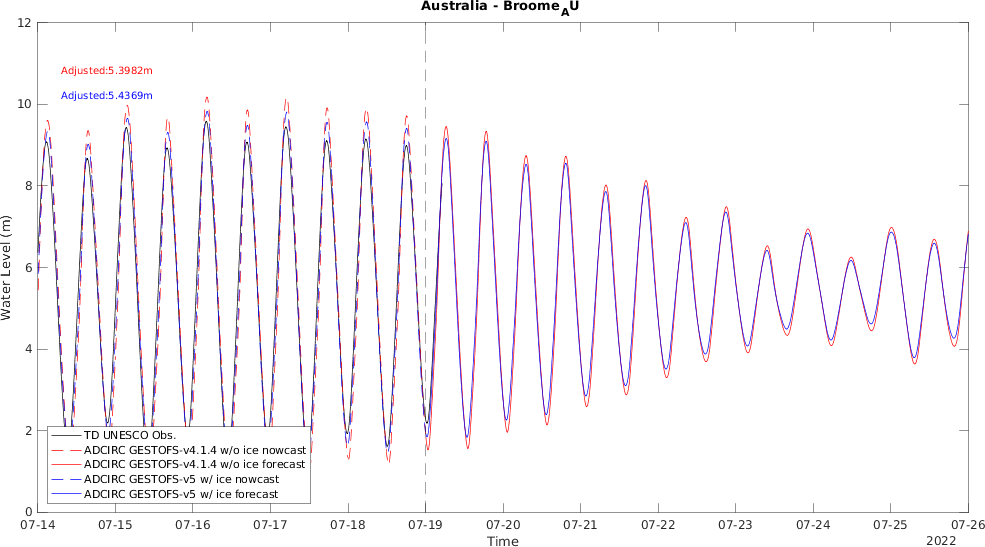 Australia - Broome_AU
12
Adjusted:5.3982m
10
Adjusted:5.4369m
8
6
4
2
0
Water Level (m)
TD UNESCO Obs.
ADCIRC GESTOFS-v4.1.4 w/o ice nowcast
ADCIRC GESTOFS-v4.1.4 w/o ice forecast
ADCIRC GESTOFS-v5 w/ ice nowcast
ADCIRC GESTOFS-v5 w/ ice forecast
07-14 07-15 07-16 07-17 07-18 07-19 07-20 07-21 07-22 07-23 07-24 07-25 07-26
Time
2022